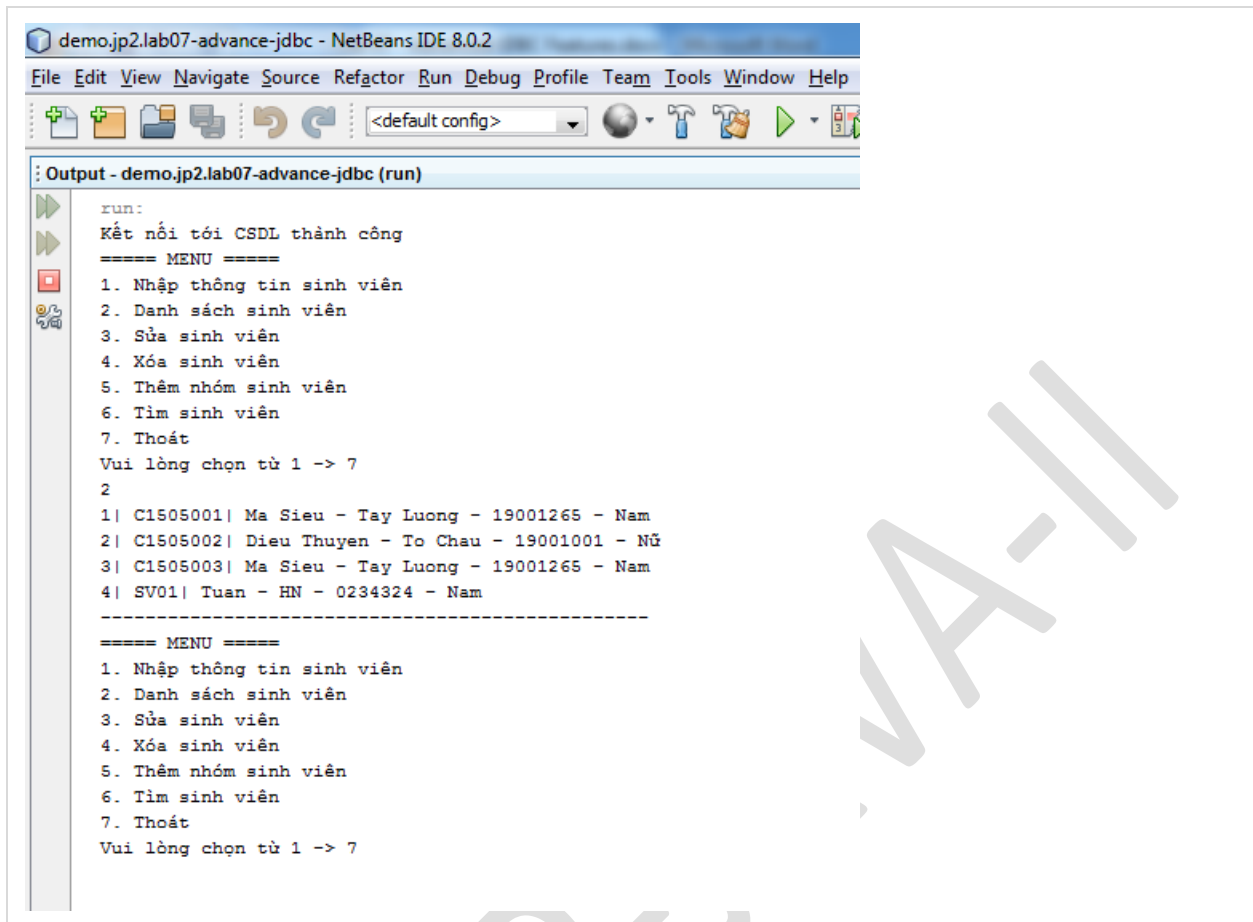 demo.jp2.lab07-advance-jdbc - NetBeans IDE 8.0.2
File Edit View Navigate Source Refactor Run Debug Profile Team Tools Window Help
<default config>
Output - demo.jp2.lab07-advance-jdbc (run)
run:
Kết nối tới CSDL thành công
===== MENU =====
1. Nhập thông tin sinh viên
2. Danh sách sinh viên
3. Sửa sinh viên
4. Xóa sinh viên
5. Thêm nhóm sinh viên
6. Tìm sinh viên
7. Thoát
Vui lòng chọn từ 1 -> 7
2
1| C1505001| Ma Sieu - Tay Luong - 19001265 - Nam
2| C1505002| Dieu Thuyen - To Chau - 19001001 - Nữ
3| C1505003| Ma Sieu - Tay Luong - 19001265 - Nam
4| SV01| Tuan - HN - 0234324 - Nam
-------------------------------------------------
===== MENU =====
1. Nhập thông tin sinh viên
2. Danh sách sinh viên
3. Sửa sinh viên
4. Xóa sinh viên
5. Thêm nhóm sinh viên
6. Tìm sinh viên
7. Thoát
Vui lòng chọn từ 1 -> 7